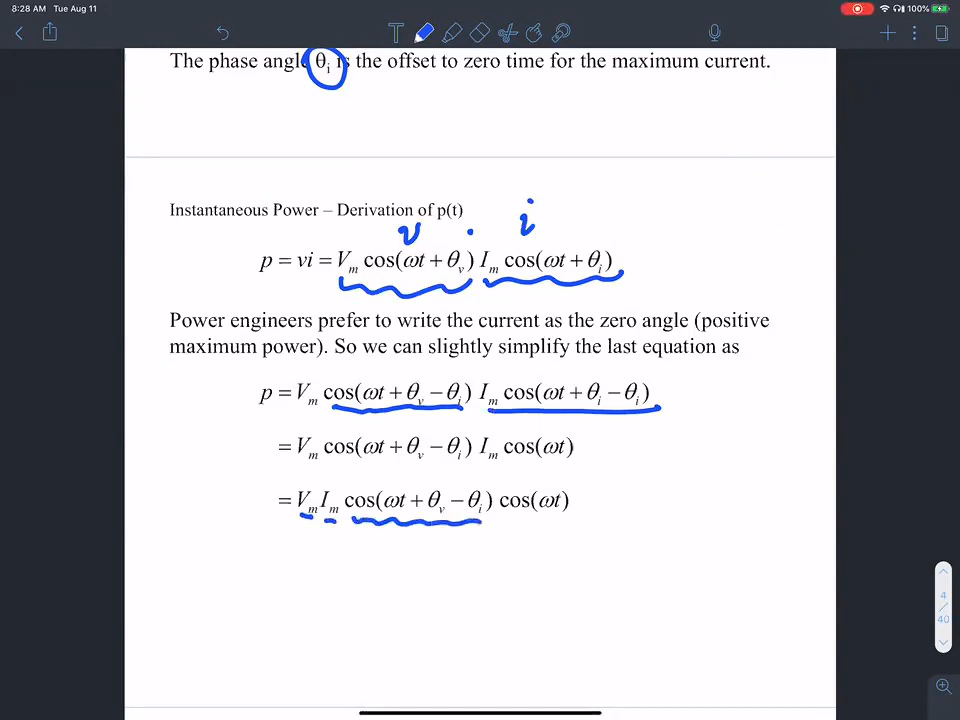 8:28 AM Tue Aug 11
100%
The phase angle θᵢ is the offset to zero time for the maximum current.
Instantaneous Power – Derivation of p(t)
v . i
p = vi = Vₘ cos(ωt + θᵥ) Iₘ cos(ωt + θᵢ)
Power engineers prefer to write the current as the zero angle (positive
maximum power). So we can slightly simplify the last equation as
p = Vₘ cos(ωt + θᵥ − θᵢ) Iₘ cos(ωt + θᵢ − θᵢ)
= Vₘ cos(ωt + θᵥ − θᵢ) Iₘ cos(ωt)
= VₘIₘ cos(ωt + θᵥ − θᵢ) cos(ωt)
4
/
40